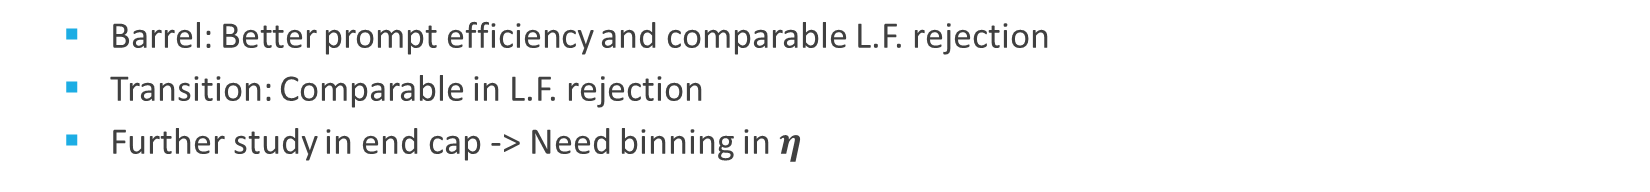 ▪ Barrel: Better prompt efficiency and comparable L.F. rejection
▪ Transition: Comparable in L.F. rejection
▪ Further study in end cap -> Need binning in η